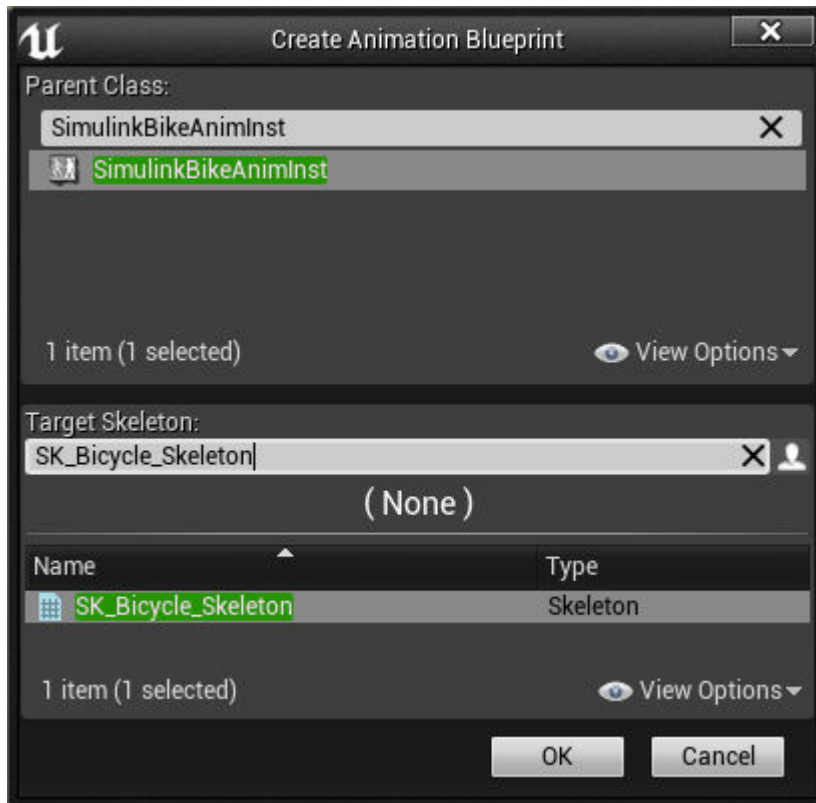 Create Animation Blueprint
Parent Class:
SimulinkBikeAnimInst
SimulinkBikeAnimInst
1 item (1 selected)
View Options
Target Skeleton:
SK_Bicycle_Skeleton
( None )
Name Type
SK_Bicycle_Skeleton Skeleton
1 item (1 selected)
View Options
OK Cancel